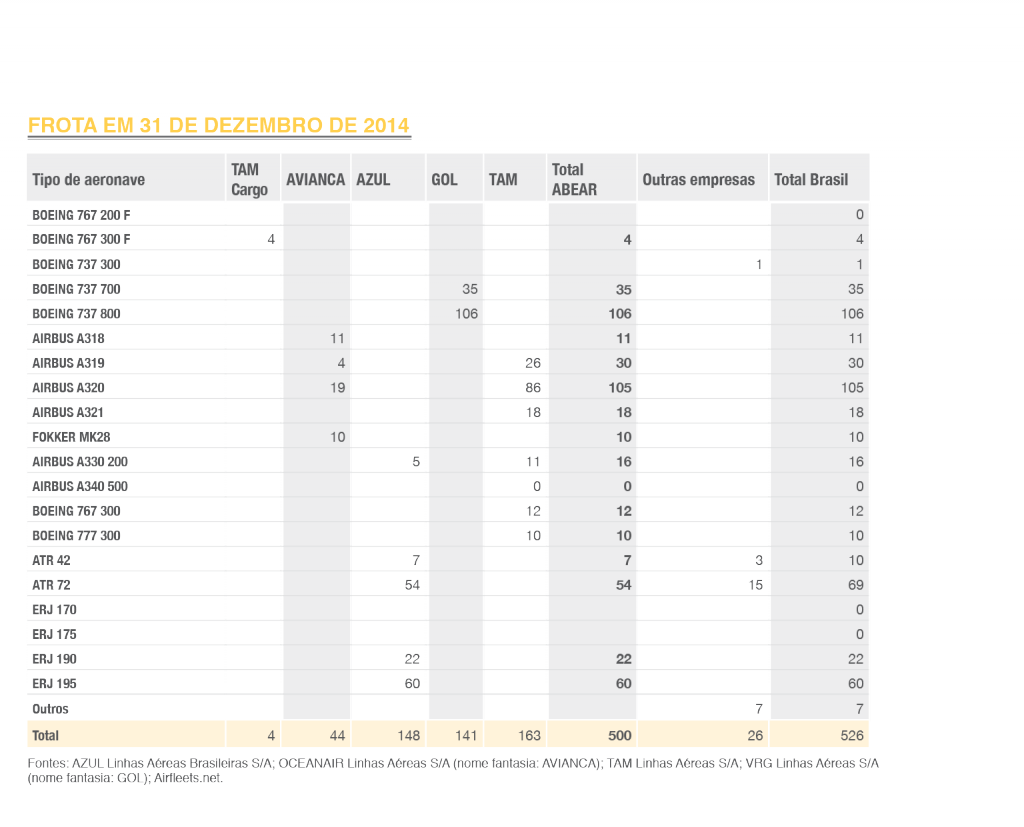 FROTA EM 31 DE DEZEMBRO DE 2014
Tipo de aeronave TAM Cargo AVIANCA AZUL GOL TAM Total ABEAR Outras empresas Total Brasil
BOEING 767 200 F 0
BOEING 767 300 F 4 4 4
BOEING 737 300 1 1
BOEING 737 700 35 35 35
BOEING 737 800 106 106 106
AIRBUS A318 11 11 11
AIRBUS A319 4 26 30 30
AIRBUS A320 19 86 105 105
AIRBUS A321 18 18 18
FOKKER MK28 10 10 10
AIRBUS A330 200 5 11 16 16
AIRBUS A340 500 0 0 0
BOEING 767 300 12 12 12
BOEING 777 300 10 10 10
ATR 42 7 7 3 10
ATR 72 54 54 15 69
ERJ 170 0
ERJ 175 0
ERJ 190 22 22 22
ERJ 195 60 60 60
Outros 7 7
Total 4 44 148 141 163 500 26 526
Fontes: AZUL Linhas Aéreas Brasileiras S/A; OCEANAIR Linhas Aéreas S/A (nome fantasia: AVIANCA); TAM Linhas Aéreas S/A; VRG Linhas Aéreas S/A
(nome fantasia: GOL); Airfleets.net.